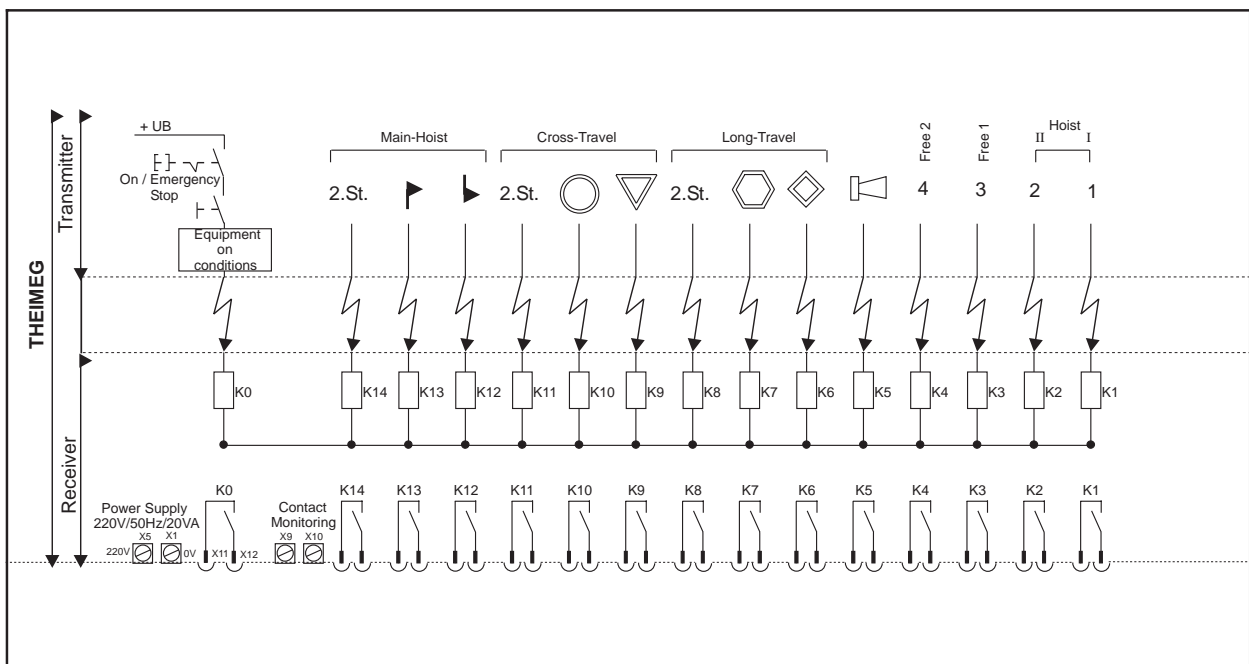 THEIMEG
Transmitter
Receiver
+ UB
On / Emergency
Stop
Equipment
on
conditions
Main-Hoist
Cross-Travel
Long-Travel
Free 2
Free 1
Hoist
II I
2.St.
2.St.
2.St.
4
3
2
1
K0
K14
K13
K12
K11
K10
K9
K8
K7
K6
K5
K4
K3
K2
K1
Power Supply
220V/50Hz/20VA
X5 X1
220V
0V
K0
X11
X12
Contact
Monitoring
X9 X10
K14
K13
K12
K11
K10
K9
K8
K7
K6
K5
K4
K3
K2
K1